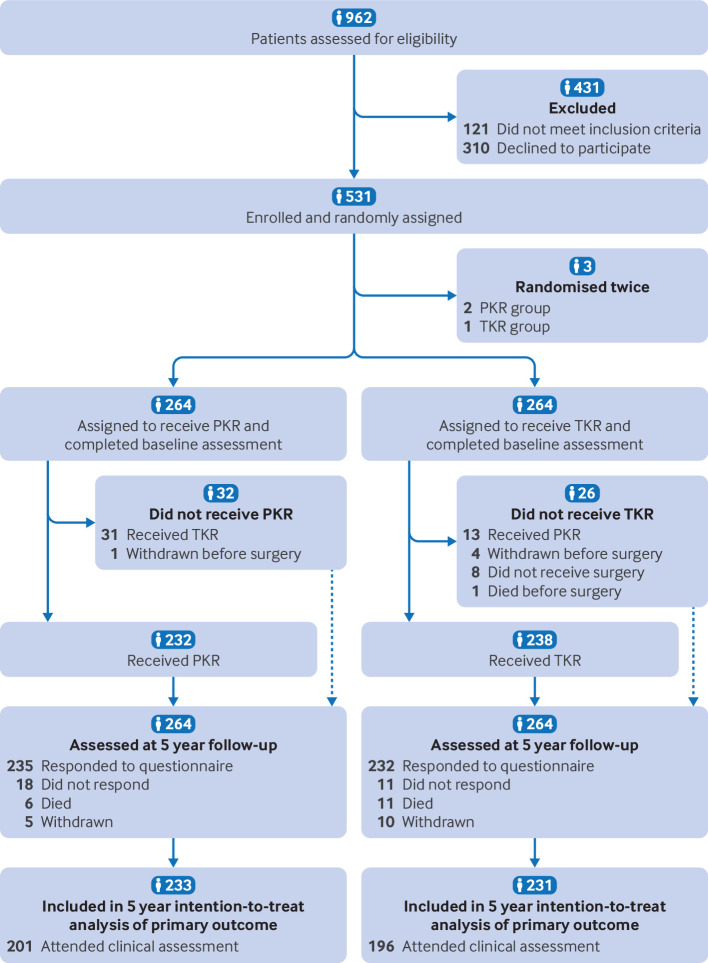 962
Patients assessed for eligibility
431
Excluded
121 Did not meet inclusion criteria
310 Declined to participate
531
Enrolled and randomly assigned
3
Randomised twice
2 PKR group
1 TKR group
264
Assigned to receive PKR and
completed baseline assessment
264
Assigned to receive TKR and
completed baseline assessment
32
Did not receive PKR
31 Received TKR
1 Withdrawn before surgery
26
Did not receive TKR
13 Received PKR
4 Withdrawn before surgery
8 Did not receive surgery
1 Died before surgery
232
Received PKR
238
Received TKR
264
Assessed at 5 year follow-up
235 Responded to questionnaire
18 Did not respond
6 Died
5 Withdrawn
264
Assessed at 5 year follow-up
232 Responded to questionnaire
11 Did not respond
11 Died
10 Withdrawn
233
Included in 5 year intention-to-treat
analysis of primary outcome
201 Attended clinical assessment
231
Included in 5 year intention-to-treat
analysis of primary outcome
196 Attended clinical assessment